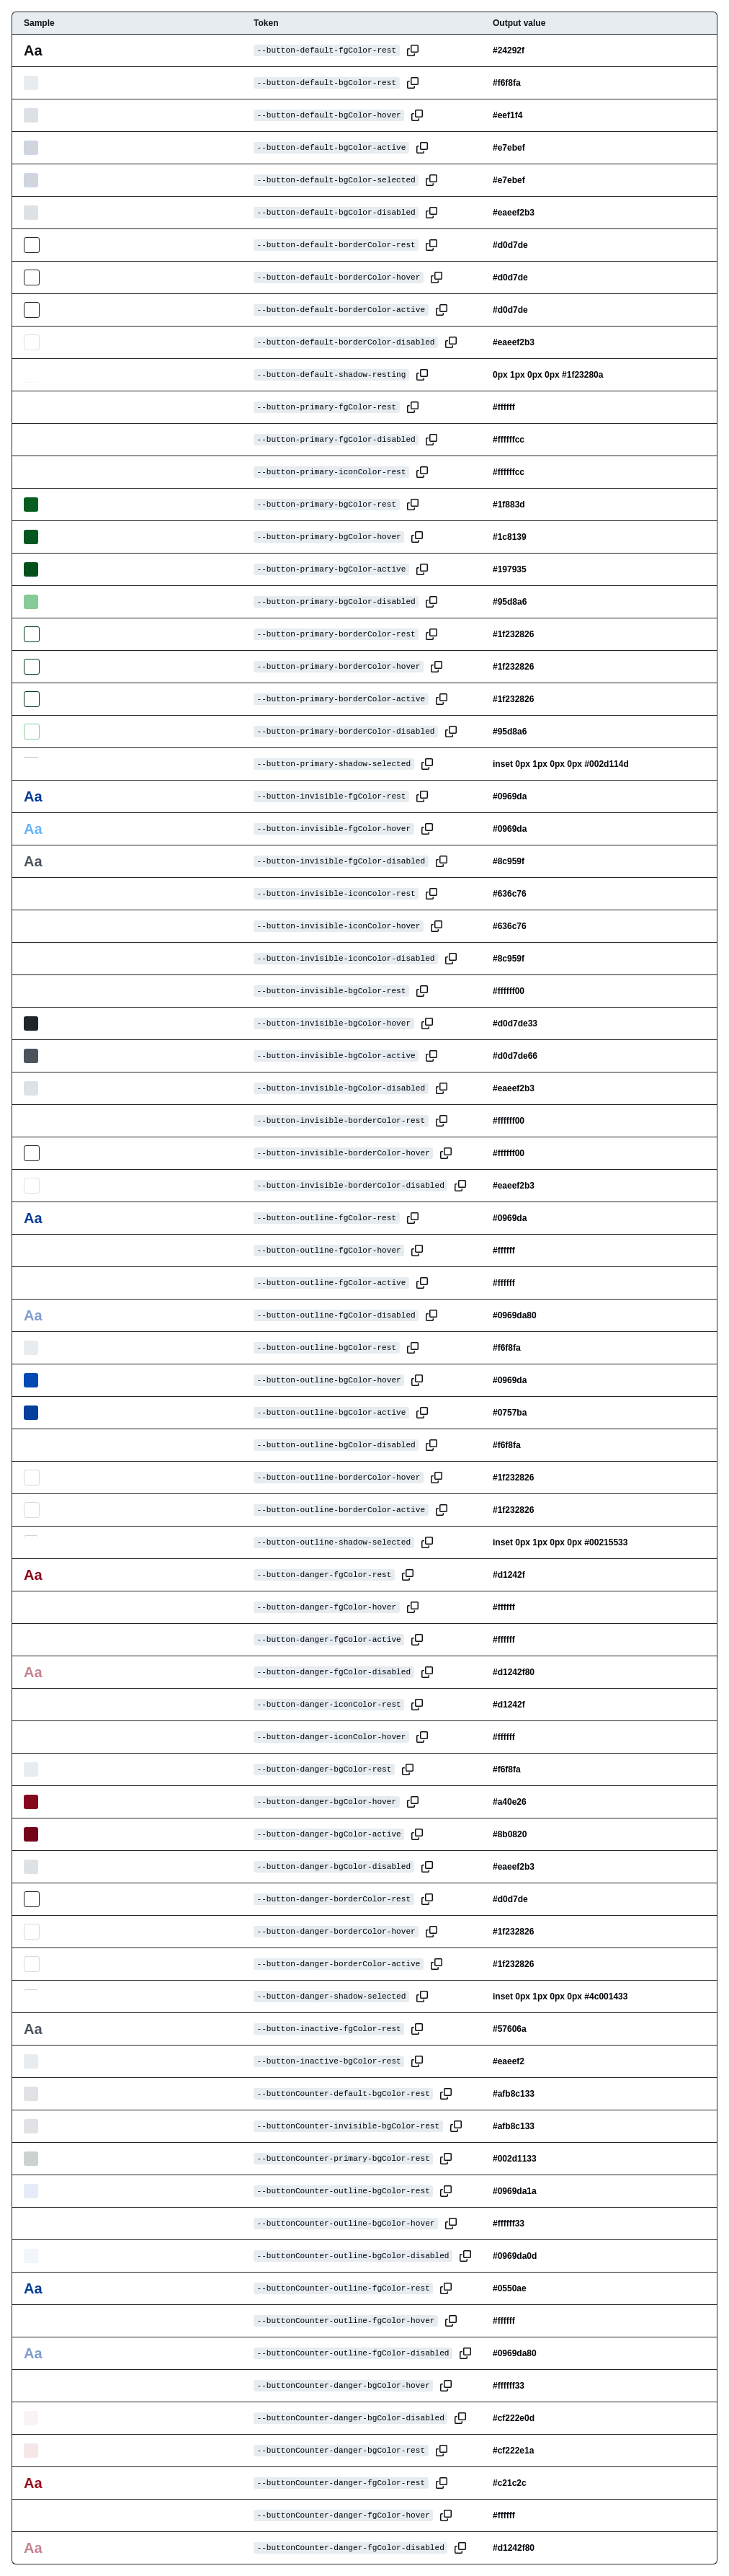 Sample Token Output value
Aa --button-default-fgColor-rest #24292f
--button-default-bgColor-rest #f6f8fa
--button-default-bgColor-hover #eef1f4
--button-default-bgColor-active #e7ebef
--button-default-bgColor-selected #e7ebef
--button-default-bgColor-disabled #eaeef2b3
--button-default-borderColor-rest #d0d7de
--button-default-borderColor-hover #d0d7de
--button-default-borderColor-active #d0d7de
--button-default-borderColor-disabled #eaeef2b3
--button-default-shadow-resting 0px 1px 0px 0px #1f23280a
--button-primary-fgColor-rest #ffffff
--button-primary-fgColor-disabled #ffffffcc
--button-primary-iconColor-rest #ffffffcc
--button-primary-bgColor-rest #1f883d
--button-primary-bgColor-hover #1c8139
--button-primary-bgColor-active #197935
--button-primary-bgColor-disabled #95d8a6
--button-primary-borderColor-rest #1f232826
--button-primary-borderColor-hover #1f232826
--button-primary-borderColor-active #1f232826
--button-primary-borderColor-disabled #95d8a6
--button-primary-shadow-selected inset 0px 1px 0px 0px #002d114d
Aa --button-invisible-fgColor-rest #0969da
Aa --button-invisible-fgColor-hover #0969da
Aa --button-invisible-fgColor-disabled #8c959f
--button-invisible-iconColor-rest #636c76
--button-invisible-iconColor-hover #636c76
--button-invisible-iconColor-disabled #8c959f
--button-invisible-bgColor-rest #ffffff00
--button-invisible-bgColor-hover #d0d7de33
--button-invisible-bgColor-active #d0d7de66
--button-invisible-bgColor-disabled #eaeef2b3
--button-invisible-borderColor-rest #ffffff00
--button-invisible-borderColor-hover #ffffff00
--button-invisible-borderColor-disabled #eaeef2b3
Aa --button-outline-fgColor-rest #0969da
--button-outline-fgColor-hover #ffffff
--button-outline-fgColor-active #ffffff
Aa --button-outline-fgColor-disabled #0969da80
--button-outline-bgColor-rest #f6f8fa
--button-outline-bgColor-hover #0969da
--button-outline-bgColor-active #0757ba
--button-outline-bgColor-disabled #f6f8fa
--button-outline-borderColor-hover #1f232826
--button-outline-borderColor-active #1f232826
--button-outline-shadow-selected inset 0px 1px 0px 0px #00215533
Aa --button-danger-fgColor-rest #d1242f
--button-danger-fgColor-hover #ffffff
--button-danger-fgColor-active #ffffff
Aa --button-danger-fgColor-disabled #d1242f80
--button-danger-iconColor-rest #d1242f
--button-danger-iconColor-hover #ffffff
--button-danger-bgColor-rest #f6f8fa
--button-danger-bgColor-hover #a40e26
--button-danger-bgColor-active #8b0820
--button-danger-bgColor-disabled #eaeef2b3
--button-danger-borderColor-rest #d0d7de
--button-danger-borderColor-hover #1f232826
--button-danger-borderColor-active #1f232826
--button-danger-shadow-selected inset 0px 1px 0px 0px #4c001433
Aa --button-inactive-fgColor-rest #57606a
--button-inactive-bgColor-rest #eaeef2
--buttonCounter-default-bgColor-rest #afb8c133
--buttonCounter-invisible-bgColor-rest #afb8c133
--buttonCounter-primary-bgColor-rest #002d1133
--buttonCounter-outline-bgColor-rest #0969da1a
--buttonCounter-outline-bgColor-hover #ffffff33
--buttonCounter-outline-bgColor-disabled #0969da0d
Aa --buttonCounter-outline-fgColor-rest #0550ae
--buttonCounter-outline-fgColor-hover #ffffff
Aa --buttonCounter-outline-fgColor-disabled #0969da80
--buttonCounter-danger-bgColor-hover #ffffff33
--buttonCounter-danger-bgColor-disabled #cf222e0d
--buttonCounter-danger-bgColor-rest #cf222e1a
Aa --buttonCounter-danger-fgColor-rest #c21c2c
--buttonCounter-danger-fgColor-hover #ffffff
Aa --buttonCounter-danger-fgColor-disabled #d1242f80